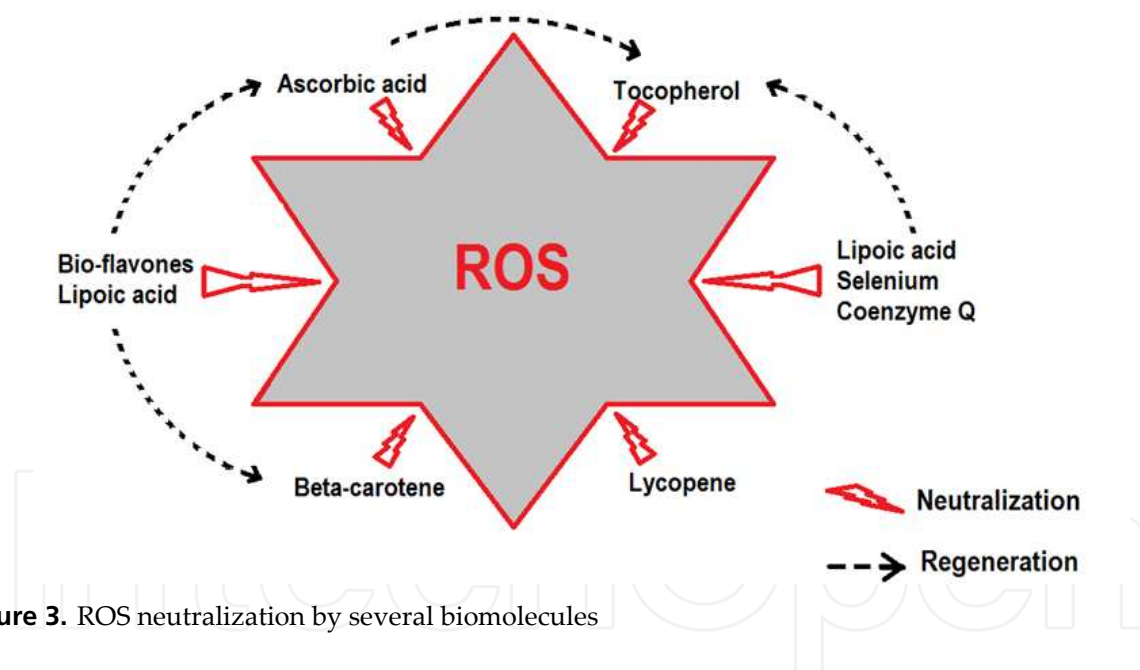 Ascorbic acid
Tocopherol
Bio-flavones
Lipoic acid
ROS
Lipoic acid
Selenium
Coenzyme Q
Beta-carotene
Lycopene
Neutralization
Regeneration
ure 3. ROS neutralization by several biomolecules